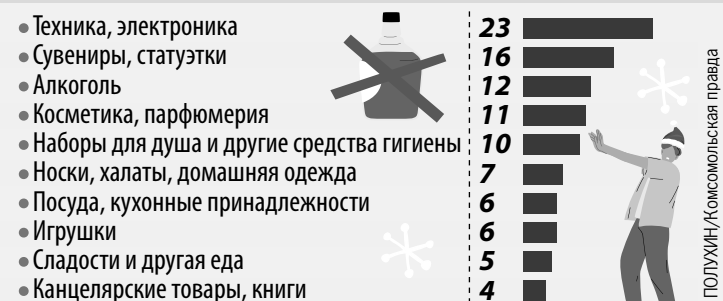 • Техника, электроника 23
• Сувениры, статуэтки 16
• Алкоголь 12
• Косметика, парфюмерия 11
• Наборы для душа и другие средства гигиены 10
• Носки, халаты, домашняя одежда 7
• Посуда, кухонные принадлежности 6
• Игрушки 6
• Сладости и другая еда 5
• Канцелярские товары, книги 4
ПОЛУХИН/Комсомольская правда